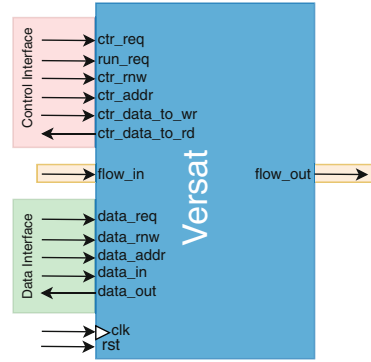 Control Interface
ctr_req
run_req
ctr_rnw
ctr_addr
ctr_data_to_wr
ctr_data_to_rd
flow_in
Versat
flow_out
Data Interface
data_req
data_rnw
data_addr
data_in
data_out
clk
rst